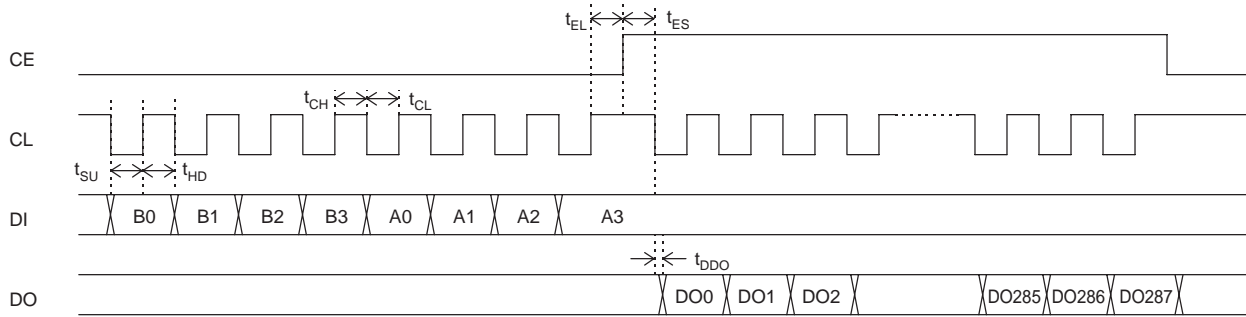 tEL tES
CE
tCH tCL
CL
tSU tHD
DI B0 B1 B2 B3 A0 A1 A2 A3
tDDO
DO DO0 DO1 DO2 DO285 DO286 DO287